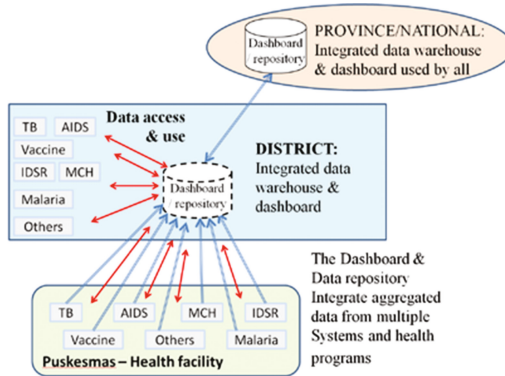 PROVINCE/NATIONAL:
Integrated data warehouse
& dashboard used by all
Dashboard
/ repository
Data access
& use
TB AIDS
Vaccine
IDSR MCH
Malaria
Others
Dashboard
/ repository
DISTRICT:
Integrated data
warehouse &
dashboard
The Dashboard &
Data repository
Integrate aggregated
data from multiple
Systems and health
programs
TB AIDS MCH IDSR
Vaccine Others Malaria
Puskesmas – Health facility